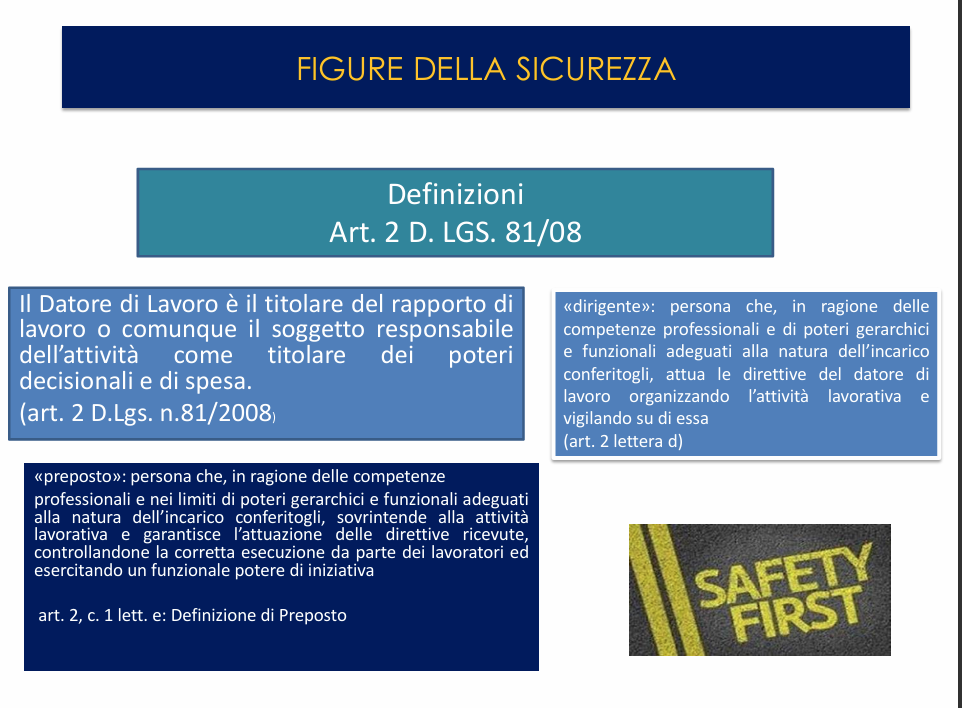 FIGURE DELLA SICUREZZA
Definizioni
Art. 2 D. LGS. 81/08
Il Datore di Lavoro è il titolare del rapporto di
lavoro o comunque il soggetto responsabile
dell’attività come titolare dei poteri
decisionali e di spesa.
(art. 2 D.Lgs. n.81/2008)
«dirigente»: persona che, in ragione delle
competenze professionali e di poteri gerarchici
e funzionali adeguati alla natura dell’incarico
conferitogli, attua le direttive del datore di
lavoro organizzando l’attività lavorativa e
vigilando su di essa
(art. 2 lettera d)
«preposto»: persona che, in ragione delle competenze
professionali e nei limiti di poteri gerarchici e funzionali adeguati
alla natura dell’incarico conferitogli, sovrintende alla attività
lavorativa e garantisce l’attuazione delle direttive ricevute,
controllandone la corretta esecuzione da parte dei lavoratori ed
esercitando un funzionale potere di iniziativa
art. 2, c. 1 lett. e: Definizione di Preposto
SAFETY
FIRST